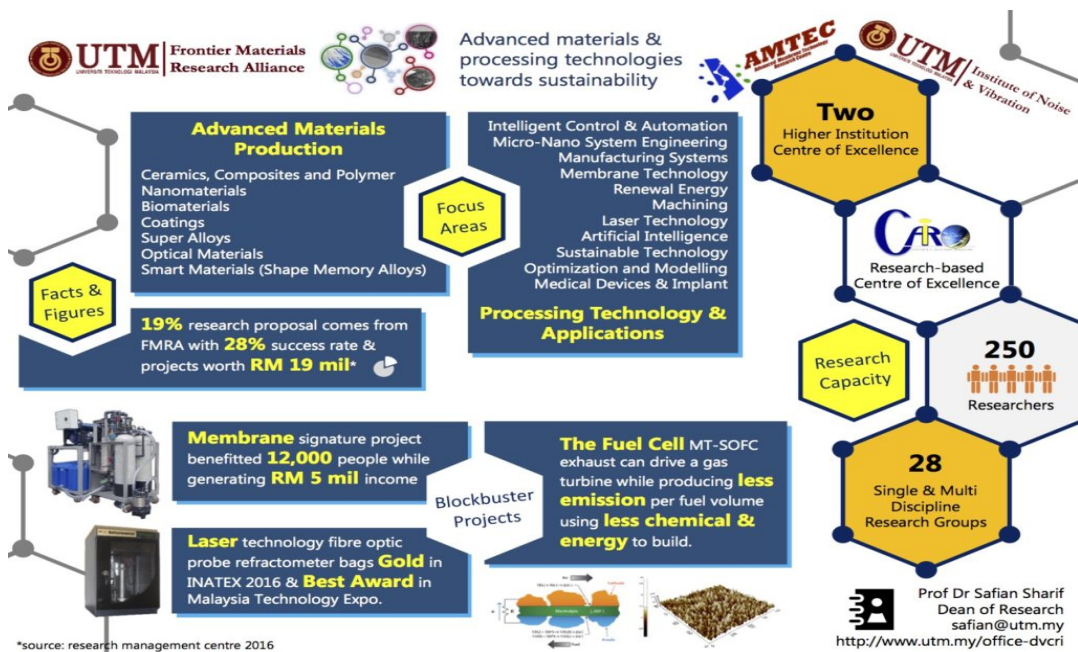 UTM
UNIVERSITI TEKNOLOGI MALAYSIA
Frontier Materials
Research Alliance
Advanced materials &
processing technologies
towards sustainability
AMTEC
Advanced Membrane Technology
Research Centre
UTM
Institute of Noise
& Vibration
Advanced Materials
Production
Ceramics, Composites and Polymer
Nanomaterials
Biomaterials
Coatings
Super Alloys
Optical Materials
Smart Materials (Shape Memory Alloys)
Focus
Areas
Intelligent Control & Automation
Micro-Nano System Engineering
Manufacturing Systems
Membrane Technology
Renewal Energy
Machining
Laser Technology
Artificial Intelligence
Sustainable Technology
Optimization and Modelling
Medical Devices & Implant
Processing Technology &
Applications
Two
Higher Institution
Centre of Excellence
CAIRO
Research-based
Centre of Excellence
Research
Capacity
250
Researchers
28
Single & Multi
Discipline
Research Groups
Facts &
Figures
19% research proposal comes from
FMRA with 28% success rate &
projects worth RM 19 mil*
Membrane signature project
benefitted 12,000 people while
generating RM 5 mil income
Blockbuster
Projects
The Fuel Cell MT-SOFC
exhaust can drive a gas
turbine while producing less
emission per fuel volume
using less chemical &
energy to build.
Laser technology fibre optic
probe refractometer bags Gold in
INATEX 2016 & Best Award in
Malaysia Technology Expo.
Prof Dr Safian Sharif
Dean of Research
safian@utm.my
http://www.utm.my/office-dvcri
*source: research management centre 2016